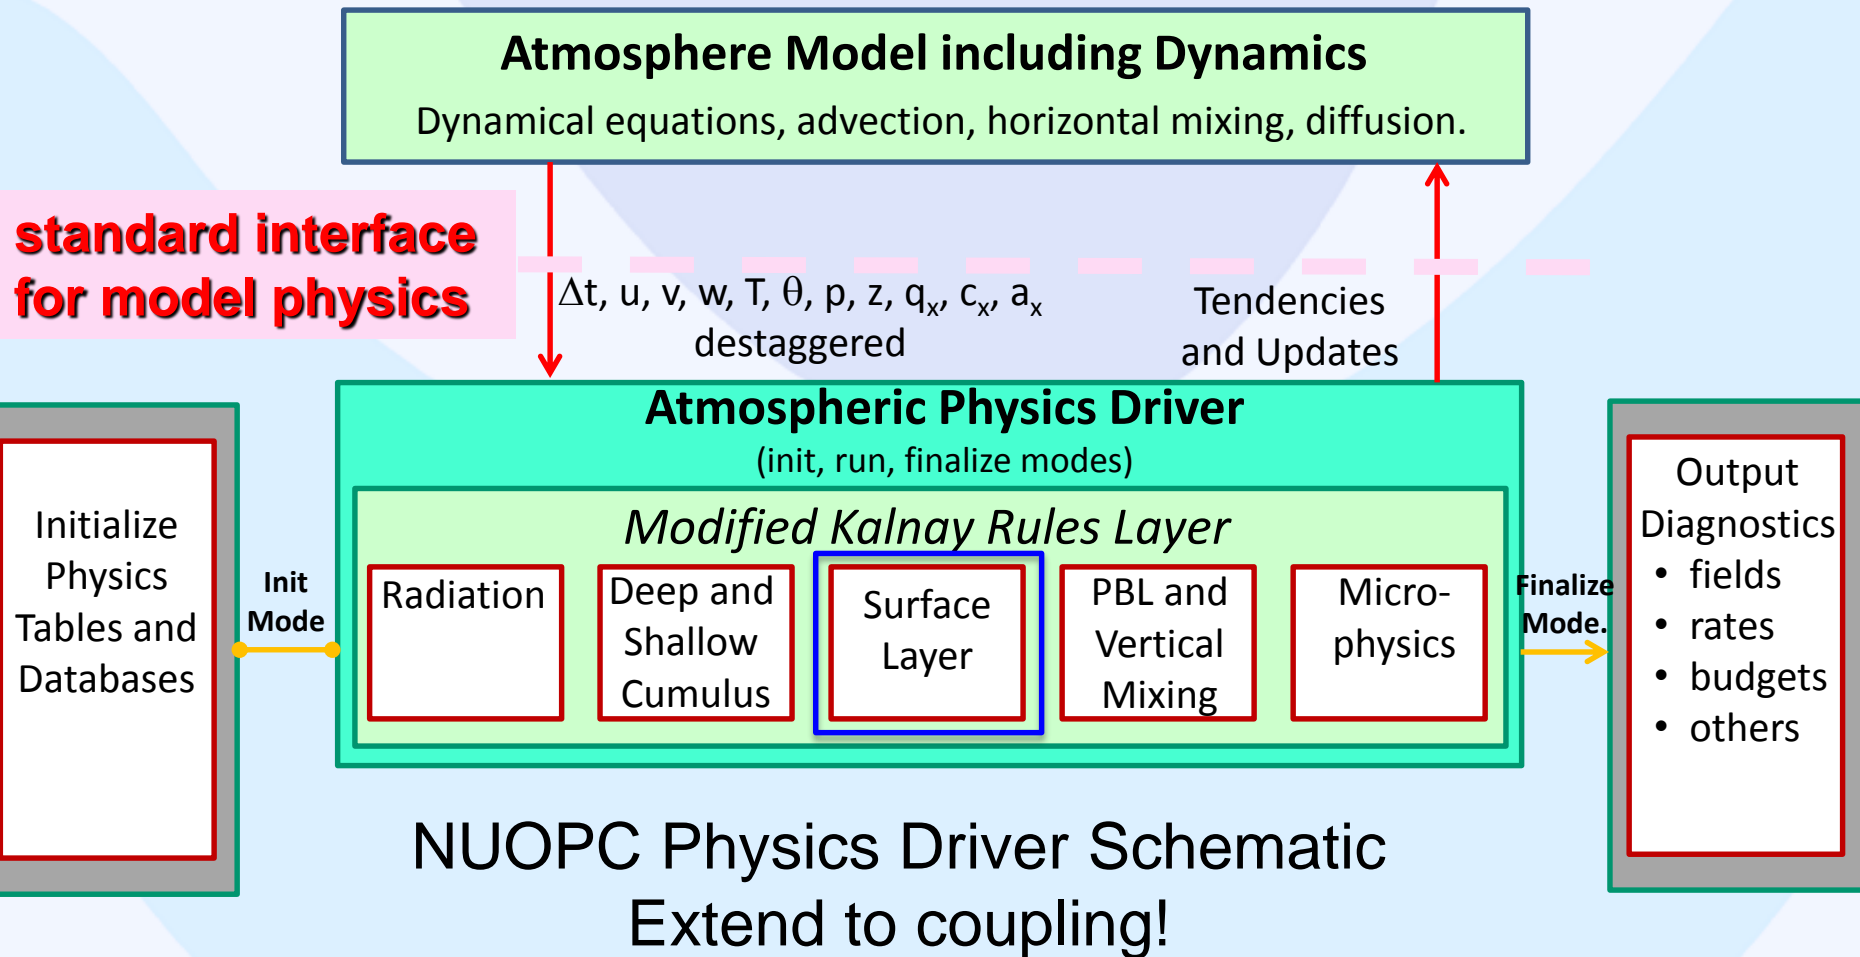 Atmosphere Model including Dynamics
Dynamical equations, advection, horizontal mixing, diffusion.
standard interface
for model physics
Δt, u, v, w, T, θ, p, z, qₓ, cₓ, aₓ
destaggered
Tendencies
and Updates
Atmospheric Physics Driver
(init, run, finalize modes)
Modified Kalnay Rules Layer
Initialize
Physics
Tables and
Databases
Init
Mode
Radiation
Deep and
Shallow
Cumulus
Surface
Layer
PBL and
Vertical
Mixing
Micro-
physics
Finalize
Mode.
Output
Diagnostics
• fields
• rates
• budgets
• others
NUOPC Physics Driver Schematic
Extend to coupling!